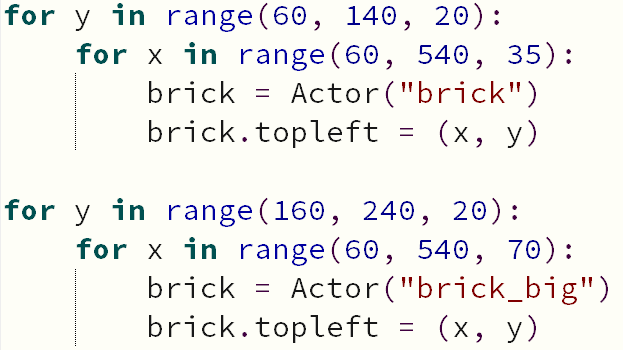 for y in range(60, 140, 20):
    for x in range(60, 540, 35):
        brick = Actor("brick")
        brick.topleft = (x, y)

for y in range(160, 240, 20):
    for x in range(60, 540, 70):
        brick = Actor("brick_big")
        brick.topleft = (x, y)